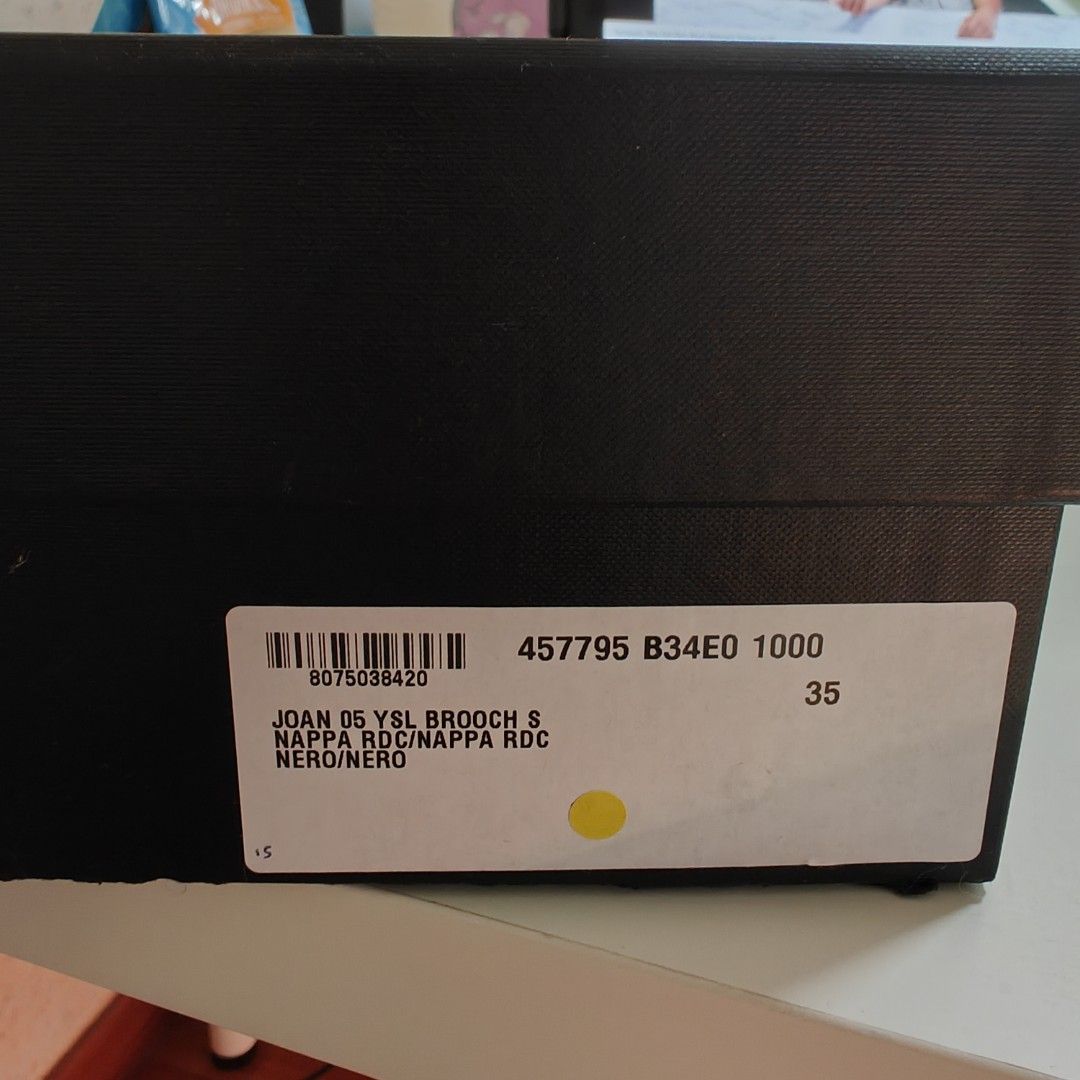 457795 B34E0 1000
8075038420
35
JOAN 05 YSL BROOCH S
NAPPA RDC/NAPPA RDC
NERO/NERO